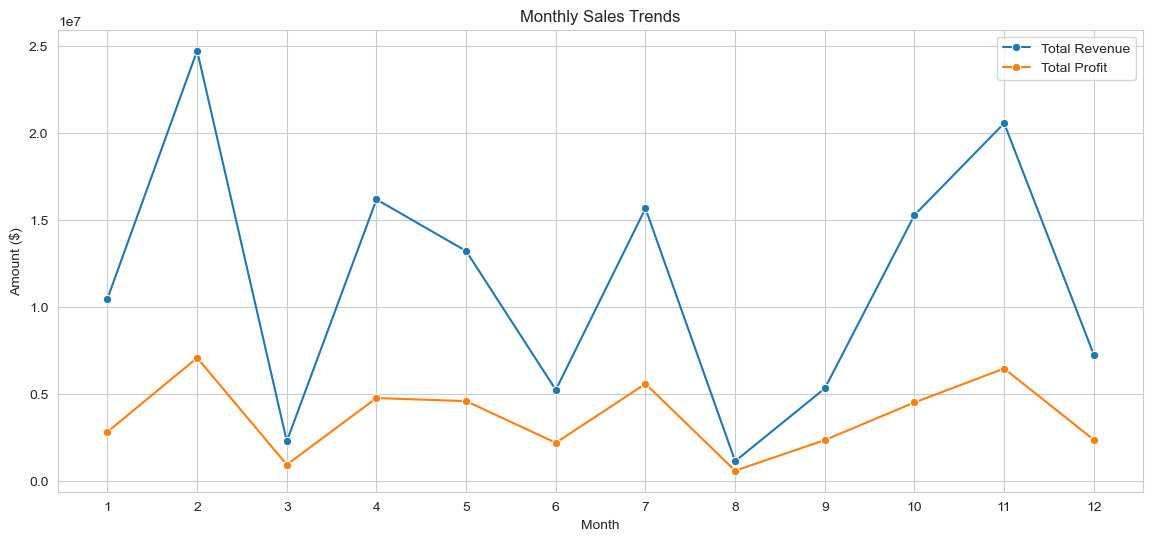 Monthly Sales Trends
1e7
Total Revenue
Total Profit
2.5
2.0
1.5
1.0
0.5
0.0
Amount ($)
1 2 3 4 5 6 7 8 9 10 11 12
Month